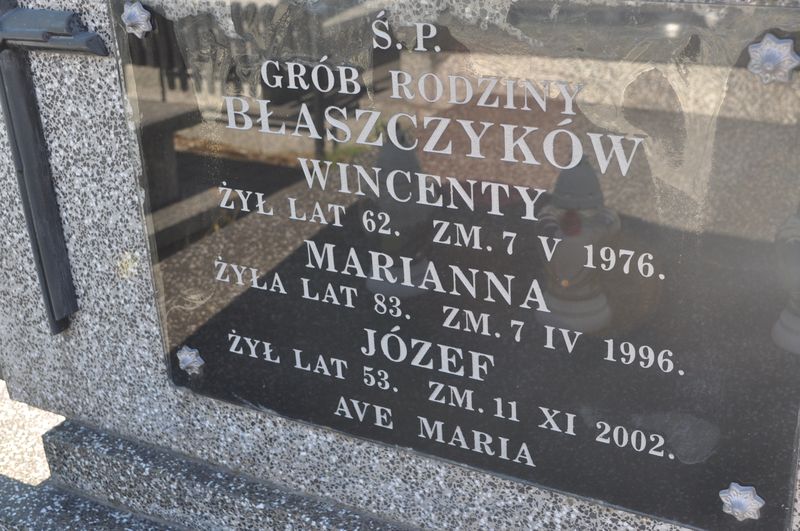 Ś.P.
GRÓB RODZINY
BŁASZCZYKÓW
WINCENTY
ŻYŁ LAT 62. ZM. 7 V 1976.
MARIANNA
ŻYŁA LAT 83. ZM. 7 IV 1996.
JÓZEF
ŻYŁ LAT 53. ZM. 11 XI 2002.
AVE MARIA